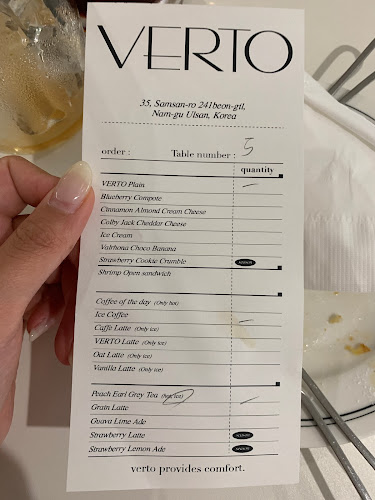 VERTO
35, Samsan-ro 241beon-gil,
Nam-gu Ulsan, Korea
order : Table number : 5
quantity
VERTO Plain —
Blueberry Compote
Cinnamon Almond Cream Cheese
Colby Jack Cheddar Cheese
Ice Cream
Valrhona Choco Banana
Strawberry Cookie Crumble
Shrimp Open sandwich
Coffee of the day (Only hot)
Ice Coffee
Caffe Latte (Only ice) —
VERTO Latte (Only ice)
Oat Latte (Only ice)
Vanilla Latte (Only ice)
Peach Earl Grey Tea (hot, ice) —
Grain Latte
Guava Lime Ade
Strawberry Latte
Strawberry Lemon Ade
verto provides comfort.